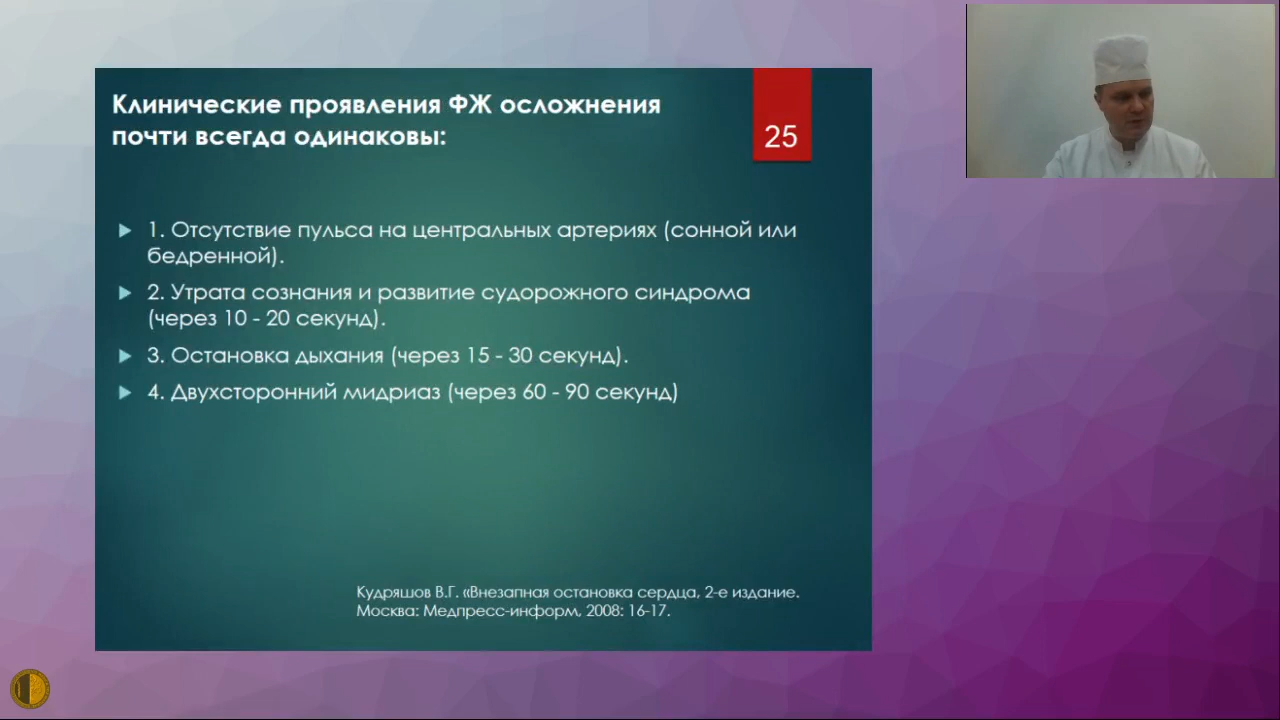 Клинические проявления ФЖ осложнения
почти всегда одинаковы:
25
1. Отсутствие пульса на центральных артериях (сонной или
бедренной).
2. Утрата сознания и развитие судорожного синдрома
(через 10 - 20 секунд).
3. Остановка дыхания (через 15 - 30 секунд).
4. Двухсторонний мидриаз (через 60 - 90 секунд)
Кудряшов В.Г. «Внезапная остановка сердца, 2-е издание.
Москва: Медпресс-информ, 2008: 16-17.